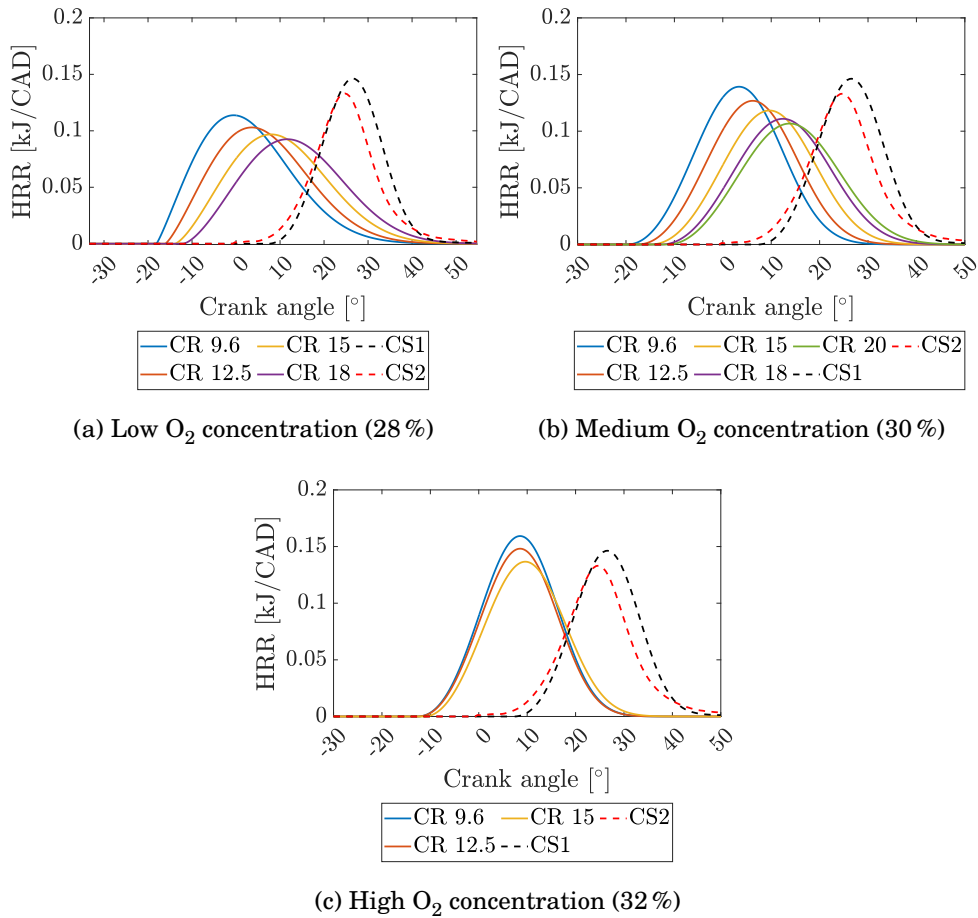 0.2
0.15
0.1
0.05
0
HRR [kJ/CAD]
-30 -20 -10 0 10 20 30 40 50
Crank angle [°]
CR 9.6 CR 15 CS1
CR 12.5 CR 18 CS2
(a) Low O₂ concentration (28 %)
0.2
0.15
0.1
0.05
0
HRR [kJ/CAD]
-30 -20 -10 0 10 20 30 40 50
Crank angle [°]
CR 9.6 CR 15 CR 20 CS2
CR 12.5 CR 18 CS1
(b) Medium O₂ concentration (30 %)
0.2
0.15
0.1
0.05
0
HRR [kJ/CAD]
-30 -20 -10 0 10 20 30 40 50
Crank angle [°]
CR 9.6 CR 15 CS2
CR 12.5 CS1
(c) High O₂ concentration (32 %)